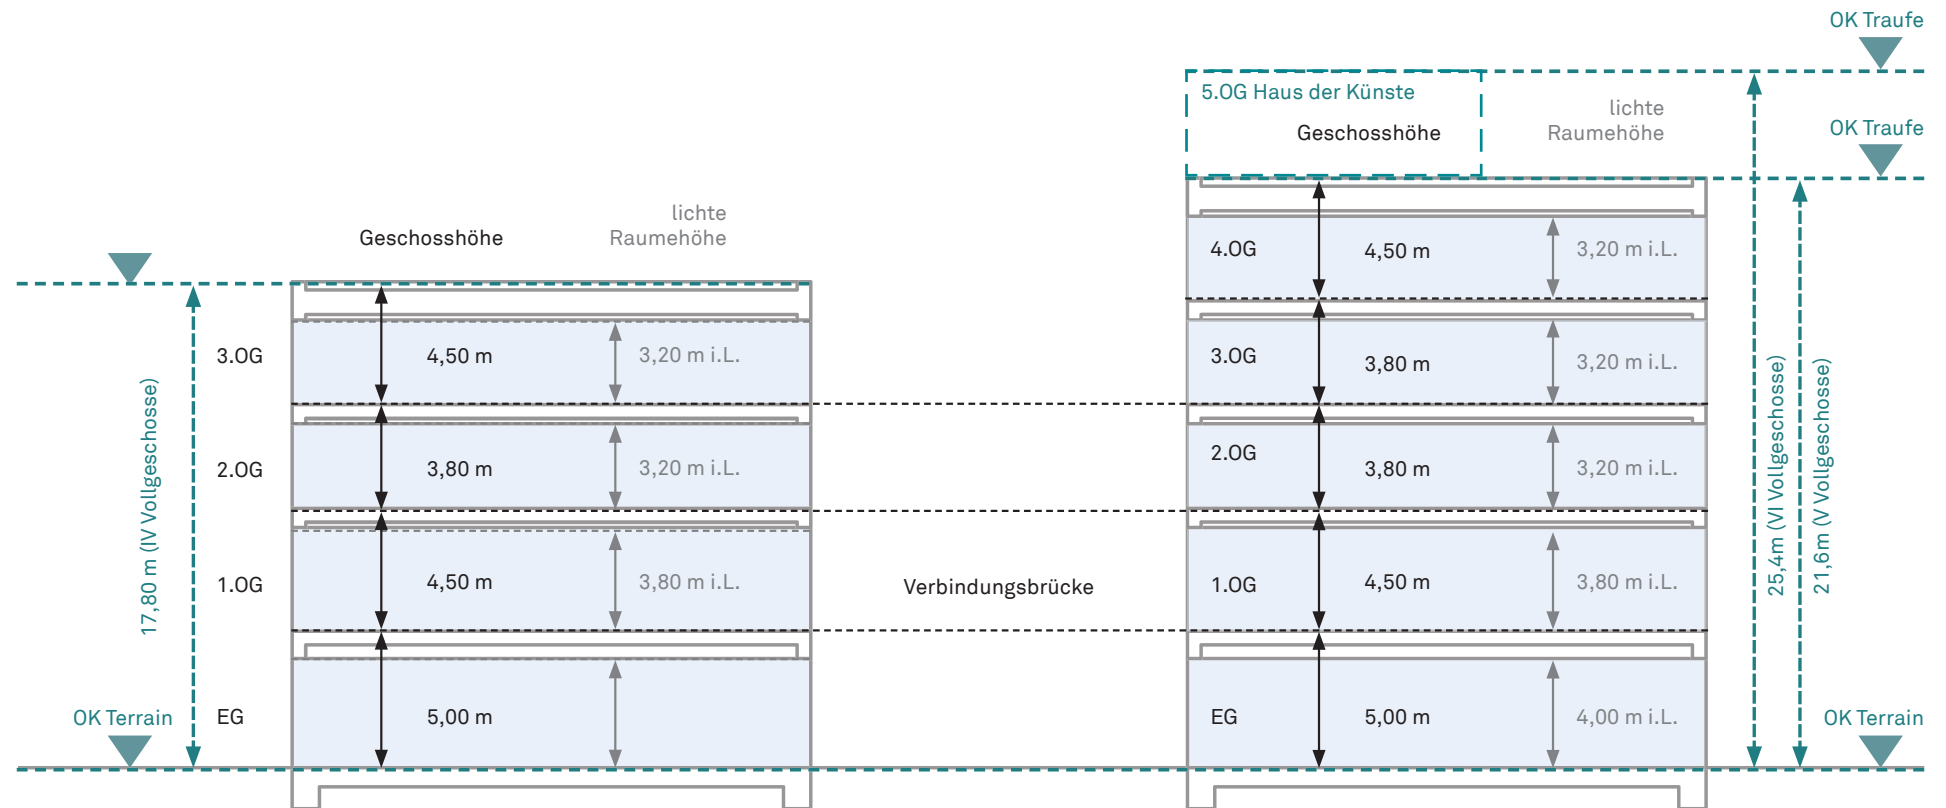 OK Traufe
5.OG Haus der Künste
Geschosshöhe
lichte
Raumehöhe
OK Traufe
Geschosshöhe
lichte
Raumehöhe
17,80 m (IV Vollgeschosse)
3.OG
4,50 m
3,20 m i.L.
2.OG
3,80 m
3,20 m i.L.
1.OG
4,50 m
3,80 m i.L.
OK Terrain
EG
5,00 m
Verbindungsbrücke
4.OG
4,50 m
3,20 m i.L.
3.OG
3,80 m
3,20 m i.L.
2.OG
3,80 m
3,20 m i.L.
1.OG
4,50 m
3,80 m i.L.
EG
5,00 m
4,00 m i.L.
25,4m (VI Vollgeschosse)
21,6m (V Vollgeschosse)
OK Terrain